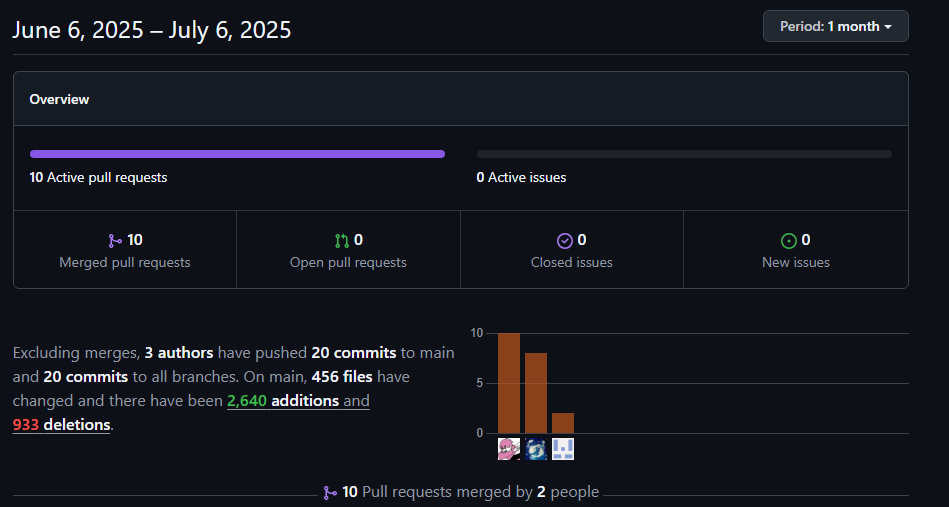 June 6, 2025 – July 6, 2025
Period: 1 month
Overview
10 Active pull requests
0 Active issues
10
Merged pull requests
0
Open pull requests
0
Closed issues
0
New issues
Excluding merges, 3 authors have pushed 20 commits to main
and 20 commits to all branches. On main, 456 files have
changed and there have been 2,640 additions and
933 deletions.
10
5
0
10 Pull requests merged by 2 people